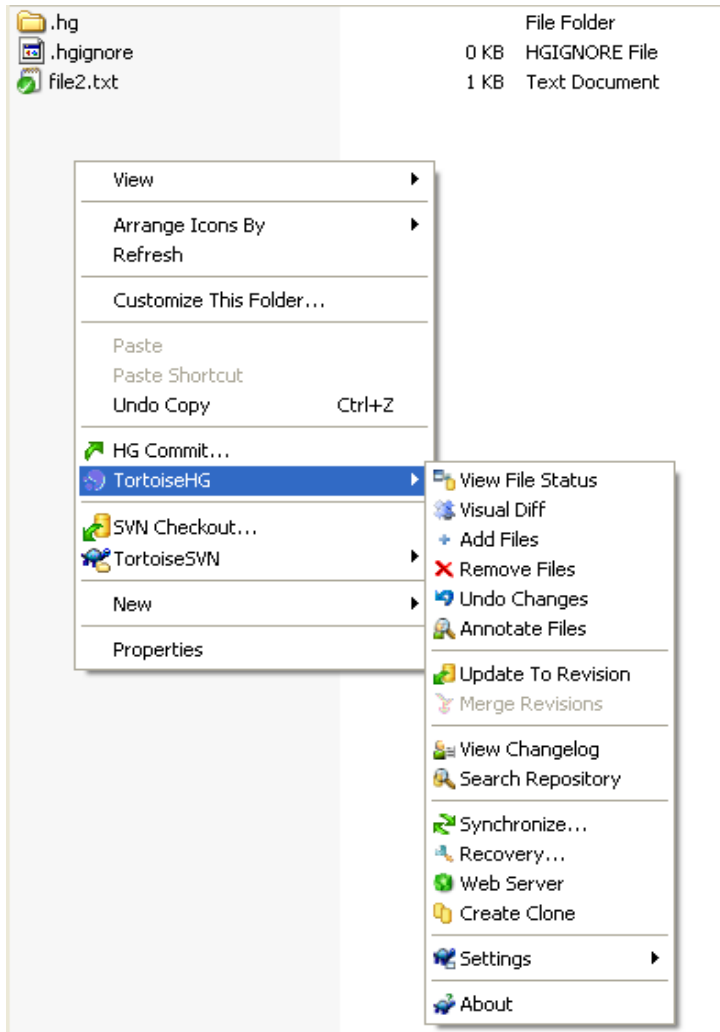 .hg File Folder
.hgignore 0 KB HGIGNORE File
file2.txt 1 KB Text Document
View
Arrange Icons By
Refresh
Customize This Folder...
Paste
Paste Shortcut
Undo Copy Ctrl+Z
HG Commit...
TortoiseHG
SVN Checkout...
TortoiseSVN
New
Properties
View File Status
Visual Diff
Add Files
Remove Files
Undo Changes
Annotate Files
Update To Revision
Merge Revisions
View Changelog
Search Repository
Synchronize...
Recovery...
Web Server
Create Clone
Settings
About